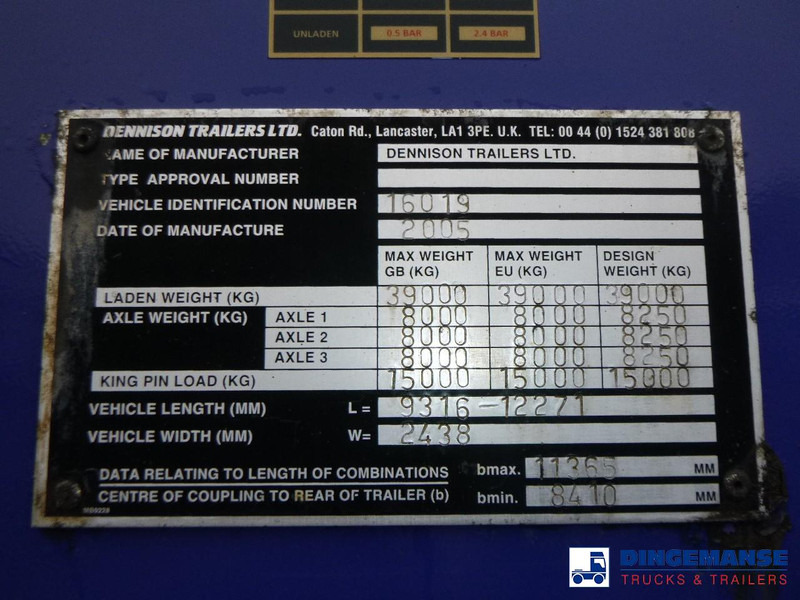 UNLADEN 0.5 BAR 2.4 BAR
DENNISON TRAILERS LTD. Caton Rd., Lancaster, LA1 3PE. U.K. TEL: 00 44 (0) 1524 381 808
NAME OF MANUFACTURER DENNISON TRAILERS LTD.
TYPE APPROVAL NUMBER
VEHICLE IDENTIFICATION NUMBER 16019
DATE OF MANUFACTURE 2005
MAX WEIGHT GB (KG) MAX WEIGHT EU (KG) DESIGN WEIGHT (KG)
LADEN WEIGHT (KG) 39000 39000 39000
AXLE WEIGHT (KG) AXLE 1 8000 8000 8250
AXLE 2 8000 8000 8250
AXLE 3 8000 8000 8250
KING PIN LOAD (KG) 15000 15000 15000
VEHICLE LENGTH (MM) L= 9316-12271
VEHICLE WIDTH (MM) W= 2438
DATA RELATING TO LENGTH OF COMBINATIONS bmax. 11365 MM
CENTRE OF COUPLING TO REAR OF TRAILER (b) bmin. 8410 MM
DINGEMANSE
TRUCKS & TRAILERS